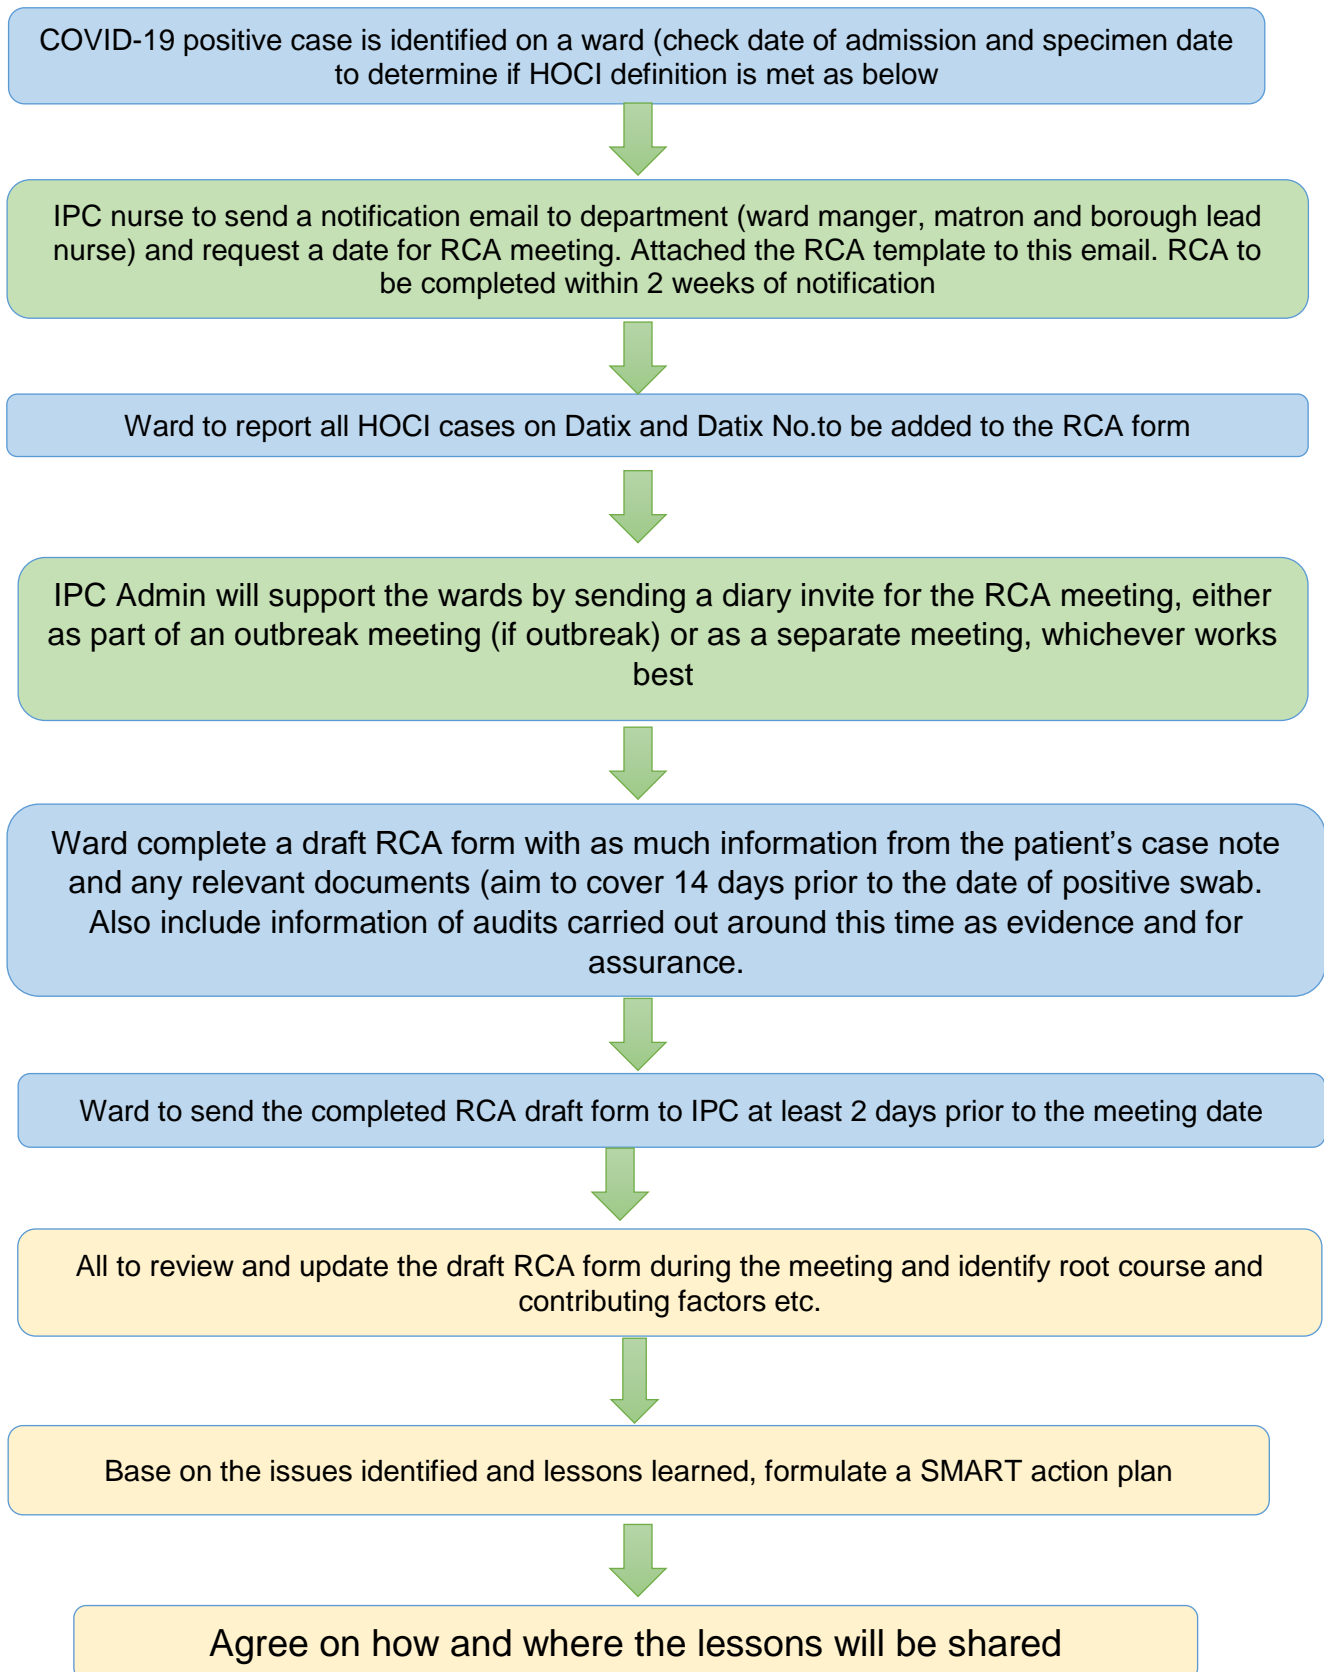 COVID-19 positive case is identified on a ward (check date of admission and specimen date
to determine if HOCI definition is met as below
IPC nurse to send a notification email to department (ward manger, matron and borough lead
nurse) and request a date for RCA meeting. Attached the RCA template to this email. RCA to
be completed within 2 weeks of notification
Ward to report all HOCI cases on Datix and Datix No.to be added to the RCA form
IPC Admin will support the wards by sending a diary invite for the RCA meeting, either
as part of an outbreak meeting (if outbreak) or as a separate meeting, whichever works
best
Ward complete a draft RCA form with as much information from the patient’s case note
and any relevant documents (aim to cover 14 days prior to the date of positive swab.
Also include information of audits carried out around this time as evidence and for
assurance.
Ward to send the completed RCA draft form to IPC at least 2 days prior to the meeting date
All to review and update the draft RCA form during the meeting and identify root course and
contributing factors etc.
Base on the issues identified and lessons learned, formulate a SMART action plan
Agree on how and where the lessons will be shared